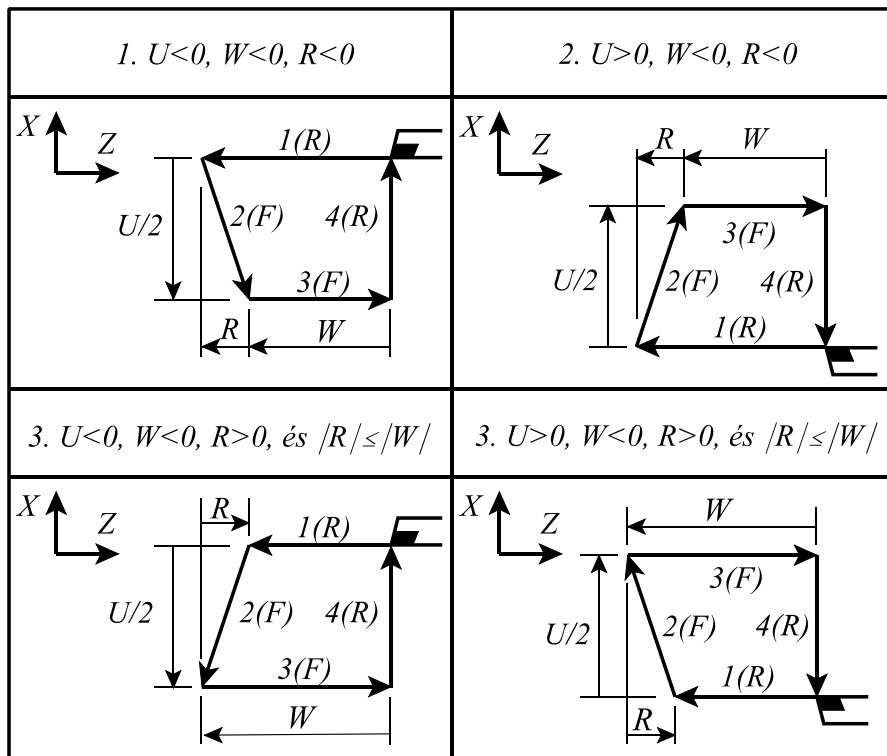 1. U<0, W<0, R<0
2. U>0, W<0, R<0
X
Z
1(R)
U/2
2(F)
4(R)
3(F)
R
W
X
Z
R
W
U/2
3(F)
2(F)
4(R)
1(R)
3. U<0, W<0, R>0, és |R|≤|W|
3. U>0, W<0, R>0, és |R|≤|W|
X
Z
R
1(R)
U/2
2(F)
4(R)
3(F)
W
X
Z
W
3(F)
U/2
2(F)
4(R)
1(R)
R